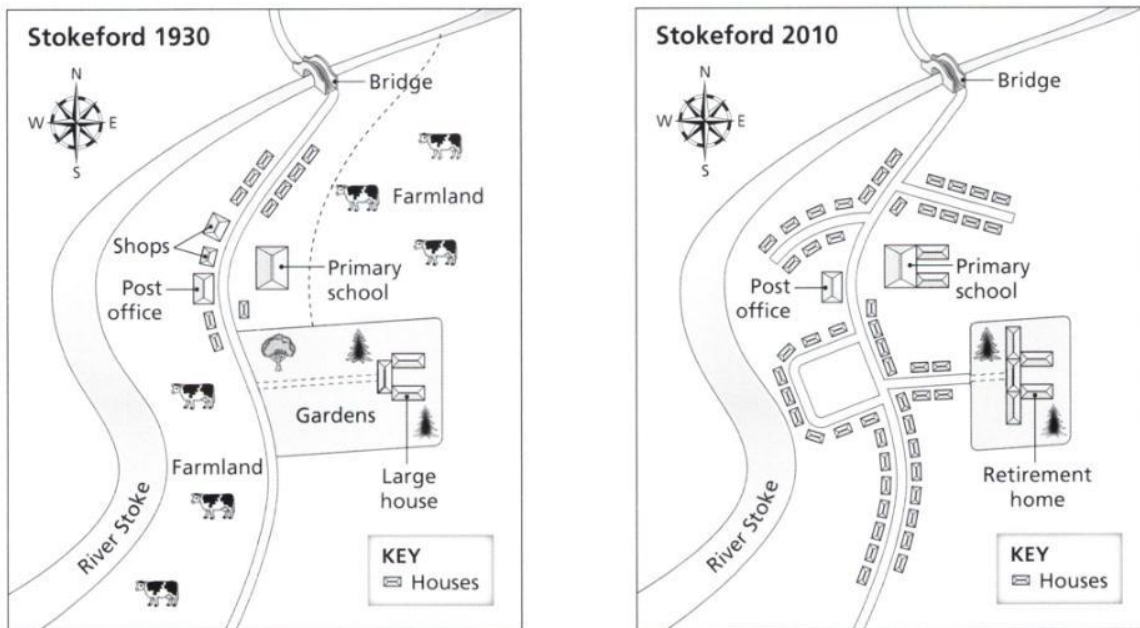 Stokeford 1930
N
W
E
S
Bridge
Farmland
Shops
Primary
school
Post
office
Gardens
Farmland
Large
house
River Stoke
KEY
Houses
Stokeford 2010
N
W
E
S
Bridge
Primary
school
Post
office
Retirement
home
River Stoke
KEY
Houses